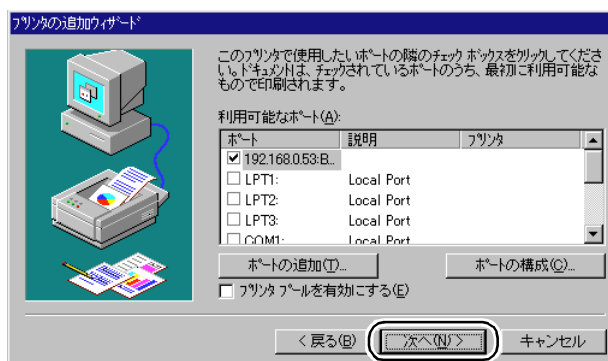 プリンタの追加ウィザード
このプリンタで使用したいポートの隣のチェック ボックスをクリックしてくださ
い。ドキュメントは、チェックされているポートのうち、最初に利用可能な
もので印刷されます。
利用可能なポート(A):
ポート 説明 プリンタ
192.168.0.53:B...
LPT1: Local Port
LPT2: Local Port
LPT3: Local Port
COM1: Local Port
ポートの追加(T)... ポートの構成(C)...
プリンタ プールを有効にする(E)
< 戻る(B) 次へ(N) > キャンセル